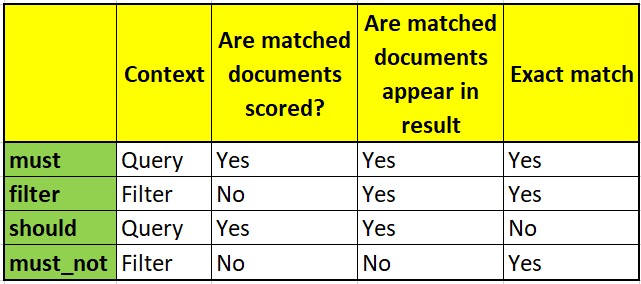 Context Are matched documents scored? Are matched documents appear in result Exact match
must Query Yes Yes Yes
filter Filter No Yes Yes
should Query Yes Yes No
must_not Filter No No Yes